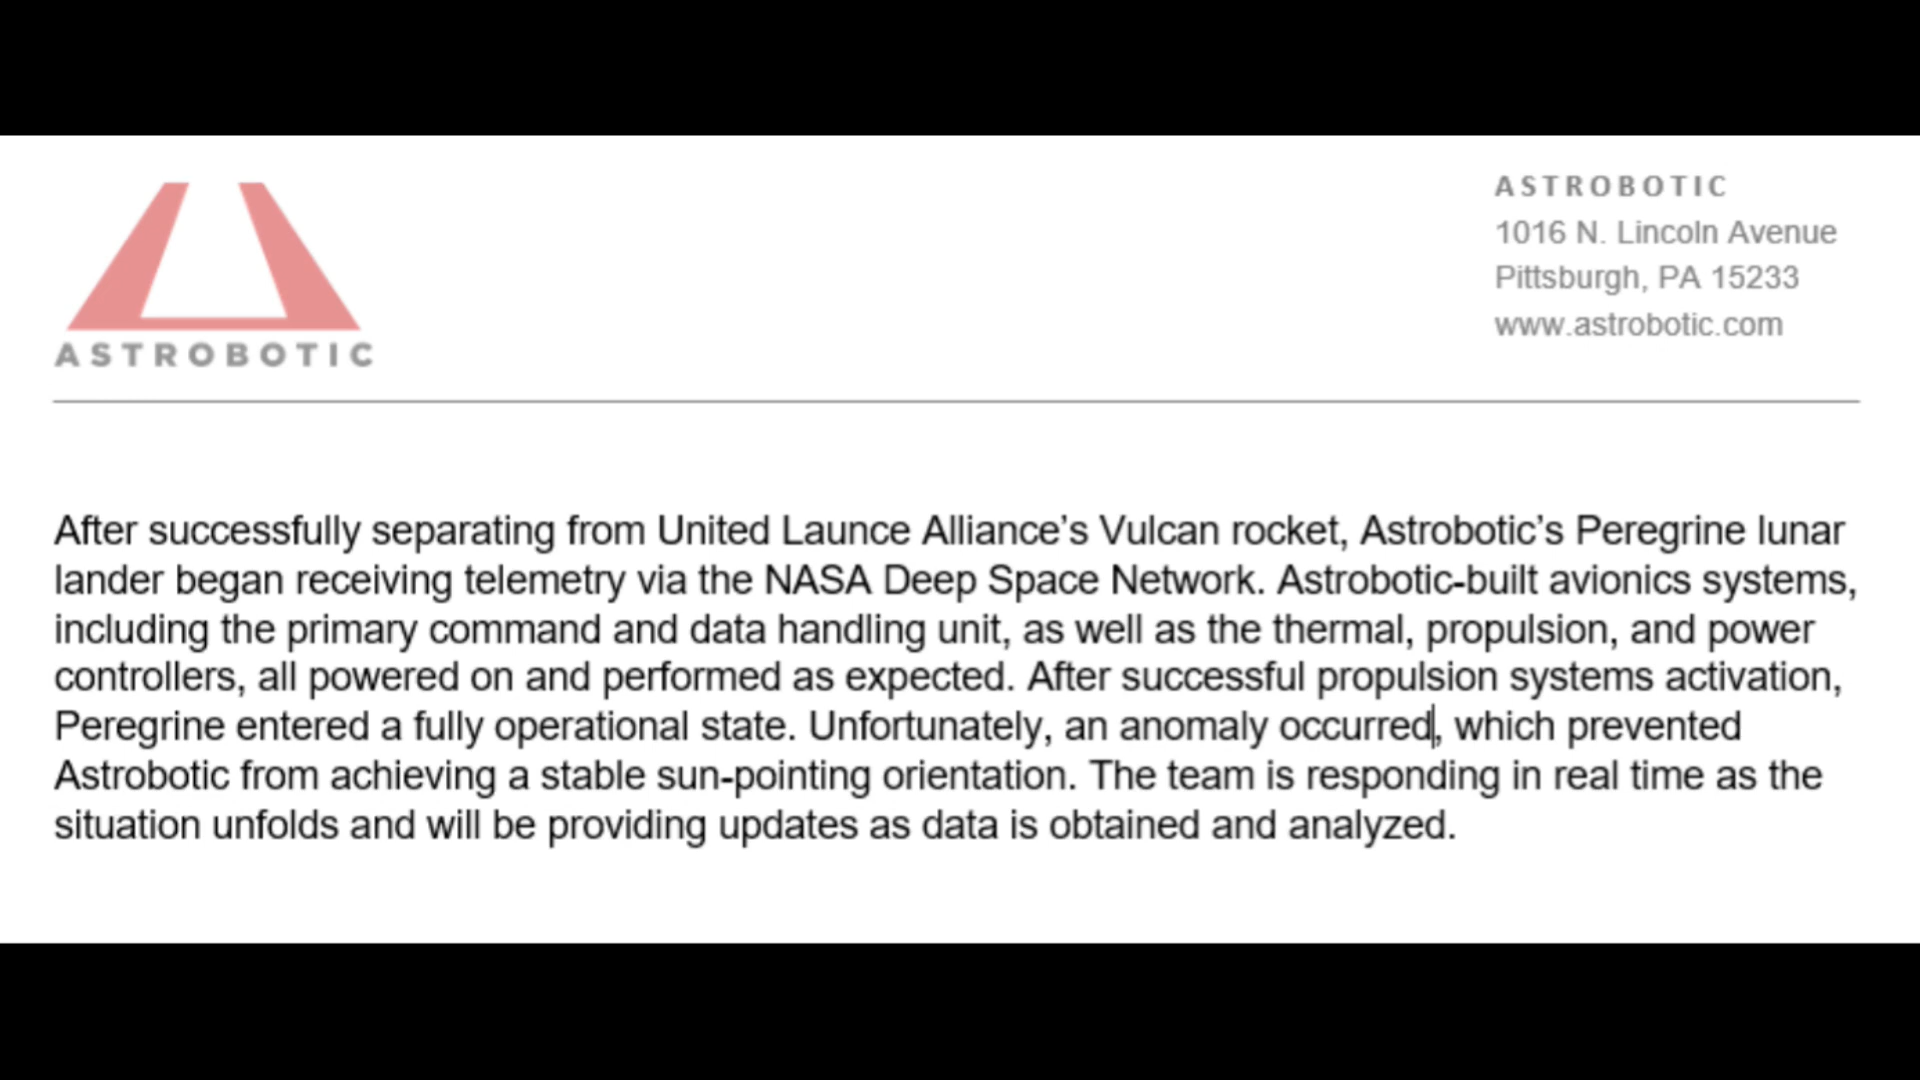 ASTROBOTIC
ASTROBOTIC
1016 N. Lincoln Avenue
Pittsburgh, PA 15233
www.astrobotic.com
After successfully separating from United Launce Alliance’s Vulcan rocket, Astrobotic’s Peregrine lunar
lander began receiving telemetry via the NASA Deep Space Network. Astrobotic-built avionics systems,
including the primary command and data handling unit, as well as the thermal, propulsion, and power
controllers, all powered on and performed as expected. After successful propulsion systems activation,
Peregrine entered a fully operational state. Unfortunately, an anomaly occurred, which prevented
Astrobotic from achieving a stable sun-pointing orientation. The team is responding in real time as the
situation unfolds and will be providing updates as data is obtained and analyzed.